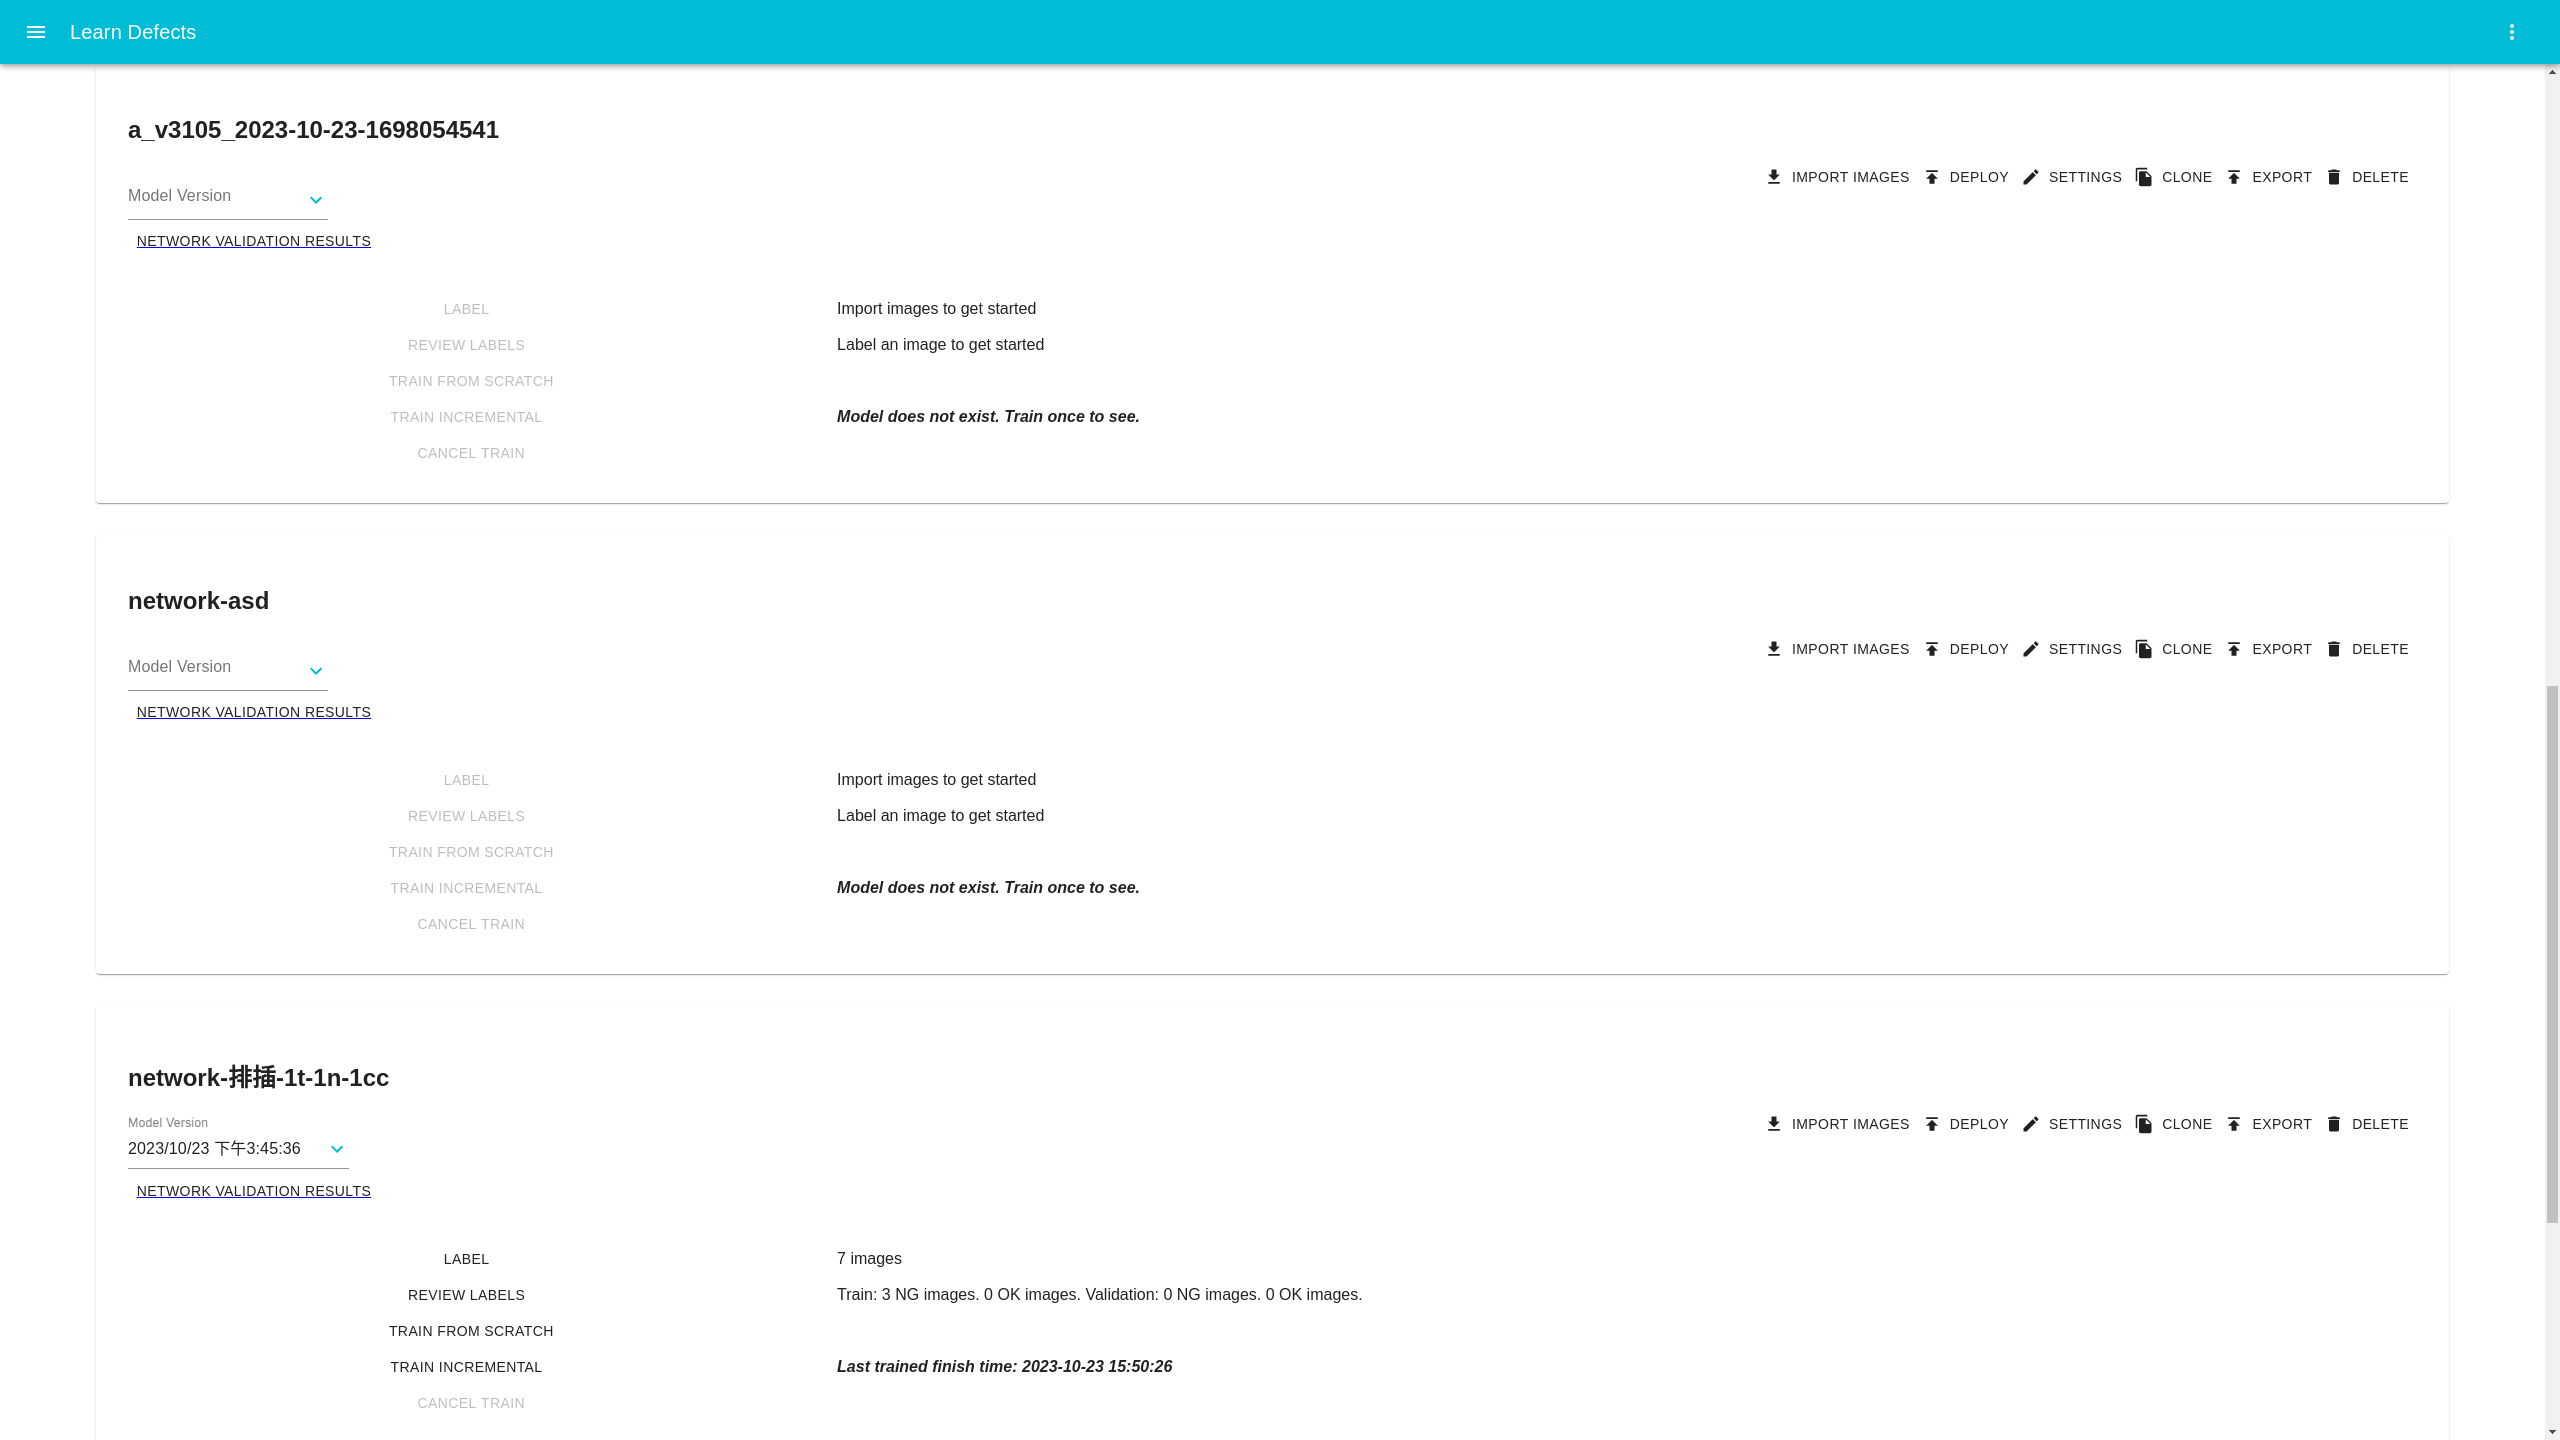 Learn Defects
a_v3105_2023-10-23-1698054541
IMPORT IMAGES DEPLOY SETTINGS CLONE EXPORT DELETE
Model Version
NETWORK VALIDATION RESULTS
LABEL Import images to get started
REVIEW LABELS Label an image to get started
TRAIN FROM SCRATCH
TRAIN INCREMENTAL Model does not exist. Train once to see.
CANCEL TRAIN
network-asd
IMPORT IMAGES DEPLOY SETTINGS CLONE EXPORT DELETE
Model Version
NETWORK VALIDATION RESULTS
LABEL Import images to get started
REVIEW LABELS Label an image to get started
TRAIN FROM SCRATCH
TRAIN INCREMENTAL Model does not exist. Train once to see.
CANCEL TRAIN
network-排插-1t-1n-1cc
Model Version IMPORT IMAGES DEPLOY SETTINGS CLONE EXPORT DELETE
2023/10/23 下午3:45:36
NETWORK VALIDATION RESULTS
LABEL 7 images
REVIEW LABELS Train: 3 NG images. 0 OK images. Validation: 0 NG images. 0 OK images.
TRAIN FROM SCRATCH
TRAIN INCREMENTAL Last trained finish time: 2023-10-23 15:50:26
CANCEL TRAIN